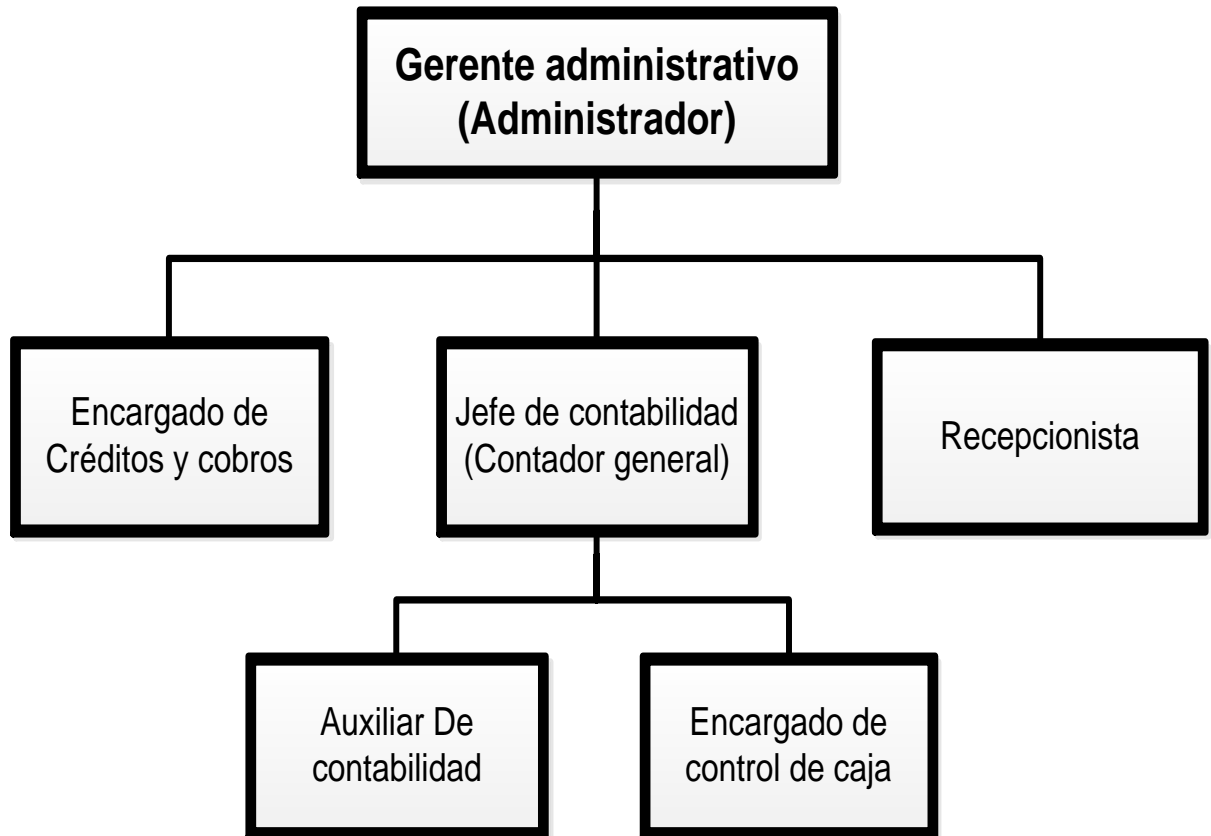 Gerente administrativo
(Administrador)
Encargado de
Créditos y cobros
Jefe de contabilidad
(Contador general)
Recepcionista
Auxiliar De
contabilidad
Encargado de
control de caja